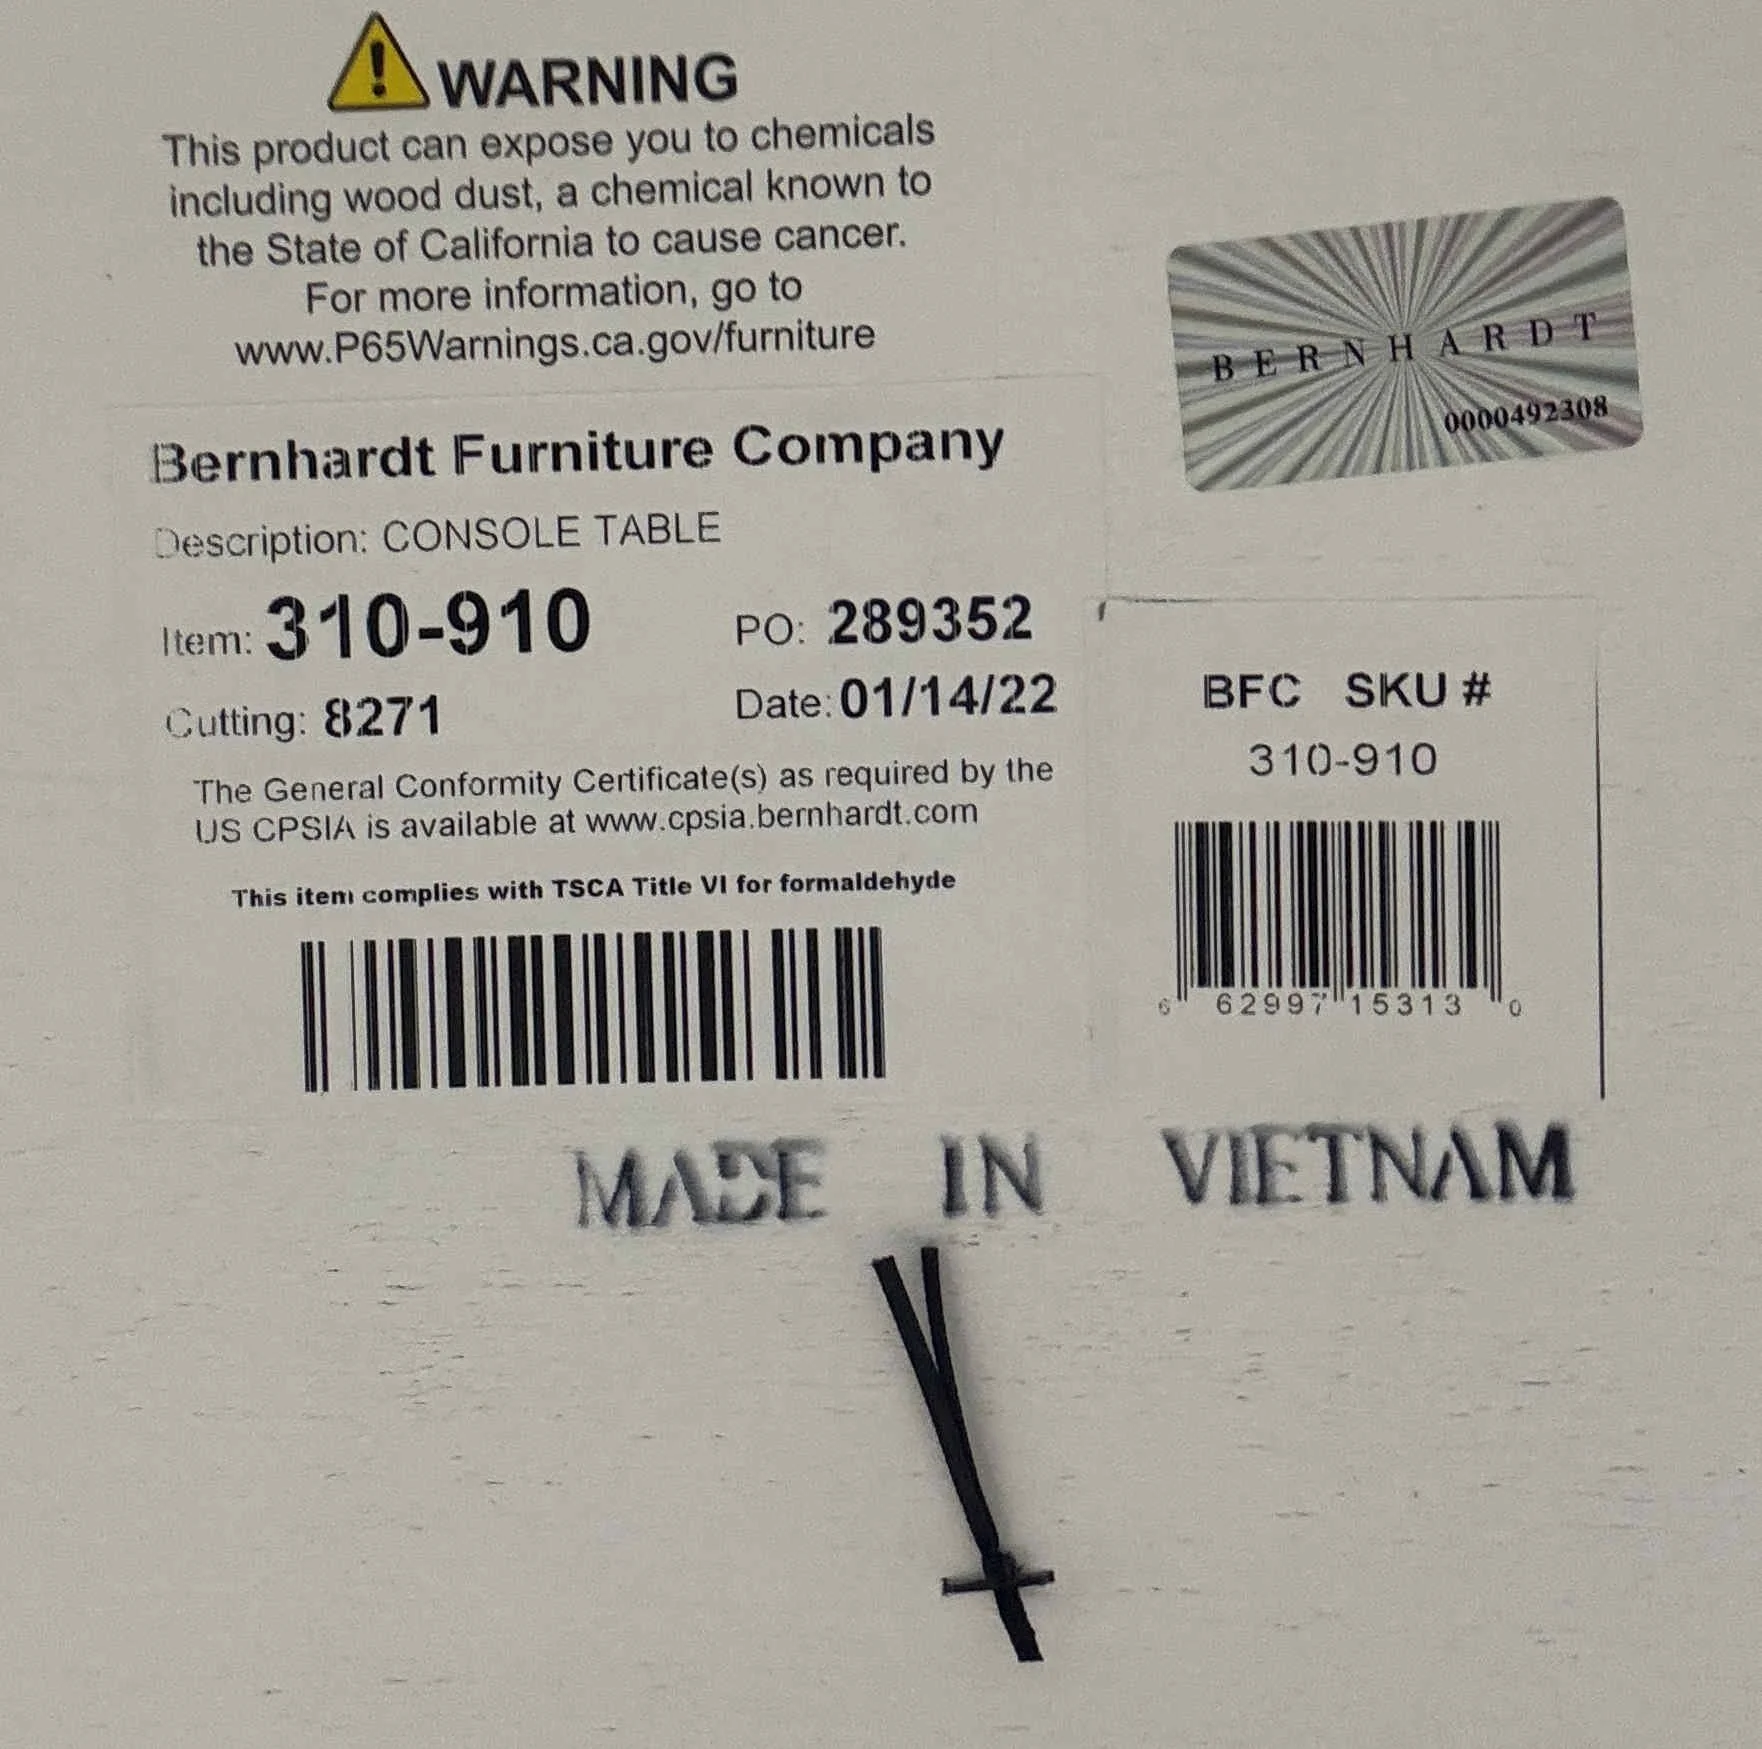 WARNING
This product can expose you to chemicals
including wood dust, a chemical known to
the State of California to cause cancer.
For more information, go to
www.P65Warnings.ca.gov/furniture
BERNHARDT
0000492308
Bernhardt Furniture Company
Description: CONSOLE TABLE
Item: 310-910 PO: 289352
Cutting: 8271 Date: 01/14/22
The General Conformity Certificate(s) as required by the
US CPSIA is available at www.cpsia.bernhardt.com
This item complies with TSCA Title VI for formaldehyde
BFC SKU #
310-910
6 62997 15313 0
MADE IN VIETNAM